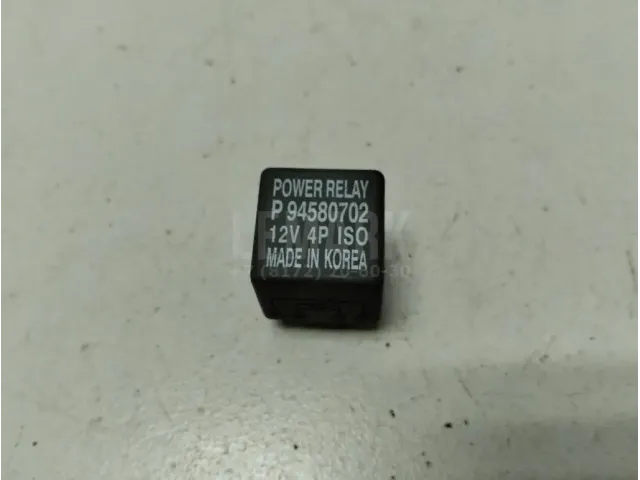 POWER RELAY
P 94580702
12V 4P ISO
MADE IN KOREA